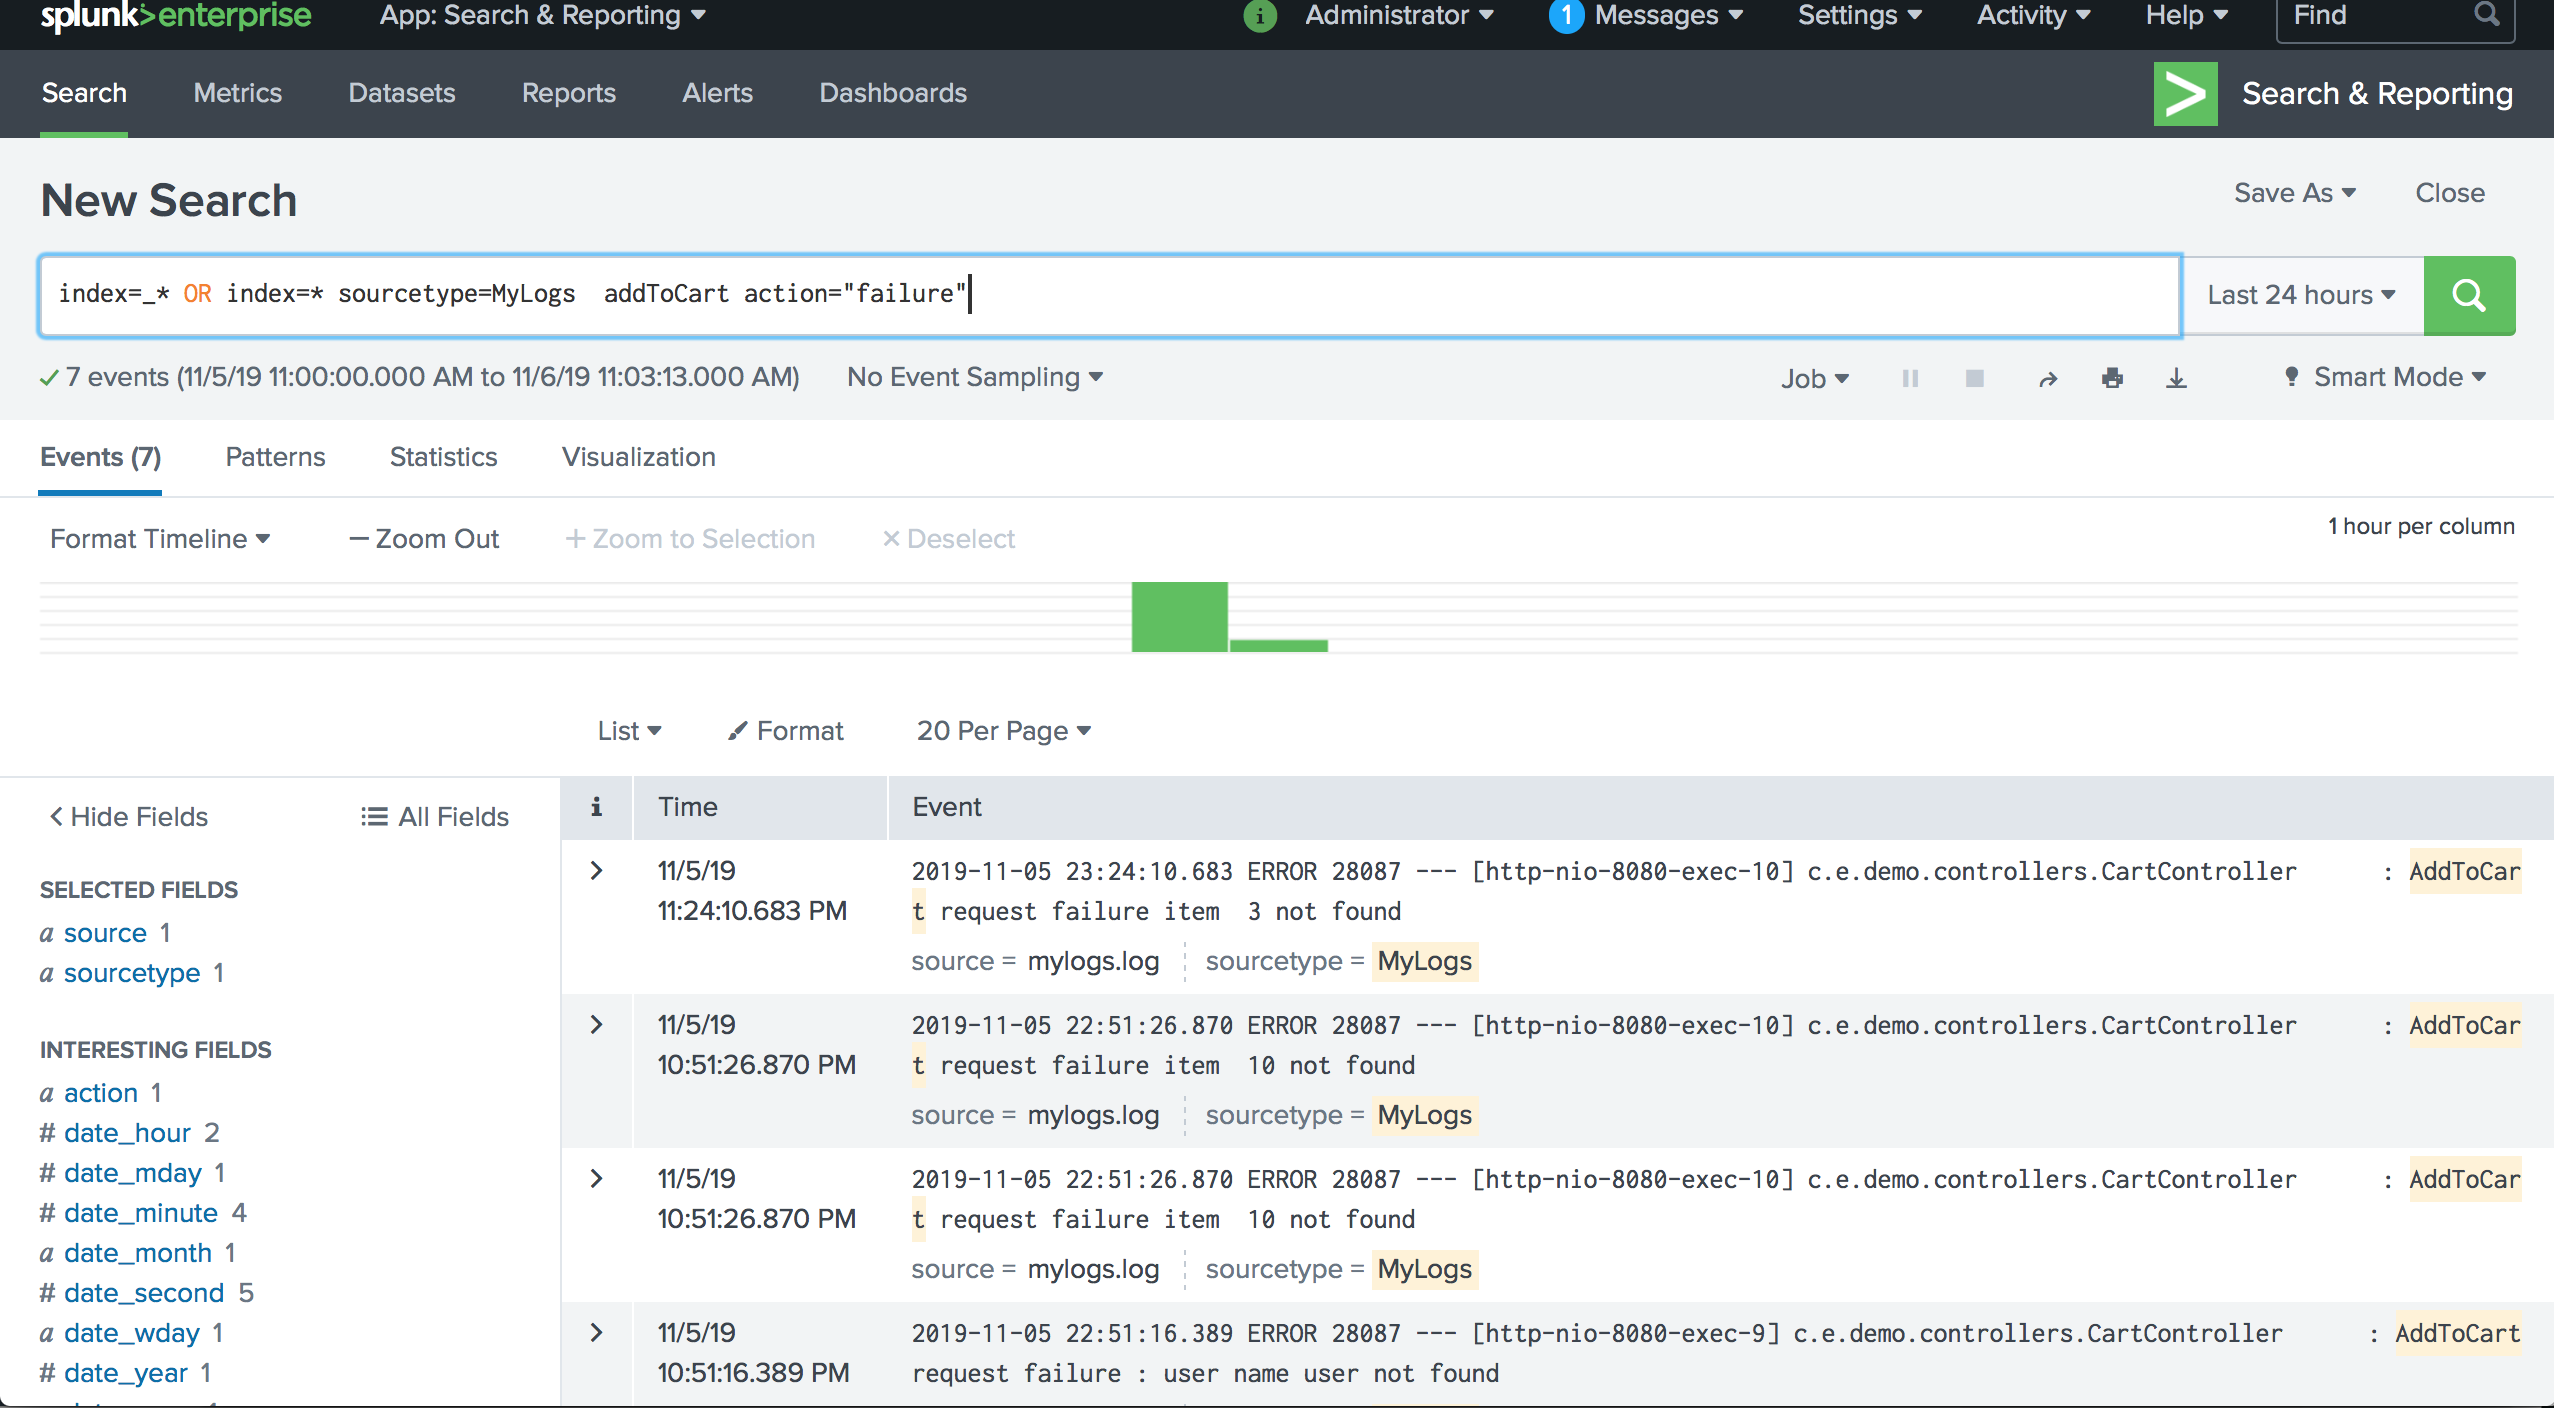 splunk>enterprise App: Search & Reporting i Administrator 1 Messages Settings Activity Help Find
Search Metrics Datasets Reports Alerts Dashboards > Search & Reporting
New Search Save As Close
index=_* OR index=* sourcetype=MyLogs  addToCart action="failure" Last 24 hours
7 events (11/5/19 11:00:00.000 AM to 11/6/19 11:03:13.000 AM) No Event Sampling Job Smart Mode
Events (7) Patterns Statistics Visualization
Format Timeline — Zoom Out + Zoom to Selection × Deselect 1 hour per column
List Format 20 Per Page
< Hide Fields All Fields
SELECTED FIELDS
a source 1
a sourcetype 1
INTERESTING FIELDS
a action 1
# date_hour 2
# date_mday 1
# date_minute 4
a date_month 1
# date_second 5
a date_wday 1
# date_year 1
i Time Event
11/5/19 2019-11-05 23:24:10.683 ERROR 28087 --- [http-nio-8080-exec-10] c.e.demo.controllers.CartController : AddToCar
11:24:10.683 PM t request failure item  3 not found
source = mylogs.log sourcetype = MyLogs
11/5/19 2019-11-05 22:51:26.870 ERROR 28087 --- [http-nio-8080-exec-10] c.e.demo.controllers.CartController : AddToCar
10:51:26.870 PM t request failure item  10 not found
source = mylogs.log sourcetype = MyLogs
11/5/19 2019-11-05 22:51:26.870 ERROR 28087 --- [http-nio-8080-exec-10] c.e.demo.controllers.CartController : AddToCar
10:51:26.870 PM t request failure item  10 not found
source = mylogs.log sourcetype = MyLogs
11/5/19 2019-11-05 22:51:16.389 ERROR 28087 --- [http-nio-8080-exec-9] c.e.demo.controllers.CartController : AddToCart
10:51:16.389 PM request failure : user name user not found